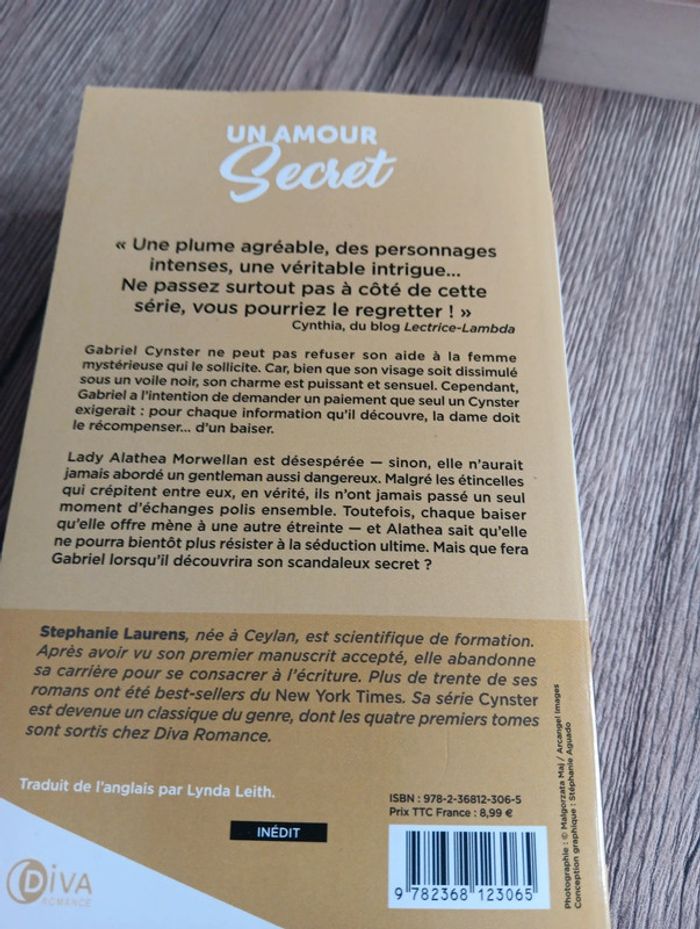 UN AMOUR
Secret
« Une plume agréable, des personnages
intenses, une véritable intrigue...
Ne passez surtout pas à côté de cette
série, vous pourriez le regretter ! »
Cynthia, du blog Lectrice-Lambda
Gabriel Cynster ne peut pas refuser son aide à la femme
mystérieuse qui le sollicite. Car, bien que son visage soit dissimulé
sous un voile noir, son charme est puissant et sensuel. Cependant,
Gabriel a l'intention de demander un paiement que seul un Cynster
exigerait : pour chaque information qu'il découvre, la dame doit
le récompenser... d'un baiser.
Lady Alathea Morwellan est désespérée — sinon, elle n'aurait
jamais abordé un gentleman aussi dangereux. Malgré les étincelles
qui crépitent entre eux, en vérité, ils n'ont jamais passé un seul
moment d'échanges polis ensemble. Toutefois, chaque baiser
qu'elle offre mène à une autre étreinte — et Alathea sait qu'elle
ne pourra bientôt plus résister à la séduction ultime. Mais que fera
Gabriel lorsqu'il découvrira son scandaleux secret ?
Stephanie Laurens, née à Ceylan, est scientifique de formation.
Après avoir vu son premier manuscrit accepté, elle abandonne
sa carrière pour se consacrer à l'écriture. Plus de trente de ses
romans ont été best-sellers du New York Times. Sa série Cynster
est devenue un classique du genre, dont les quatre premiers tomes
sont sortis chez Diva Romance.
Traduit de l'anglais par Lynda Leith.
INÉDIT
DIVA
ROMANCE
ISBN : 978-2-36812-306-5
Prix TTC France : 8,99 €
9 782368 123065
Photographie : © Malgorzata Maj / Arcangel Images
Conception graphique : Stéphanie Aguado